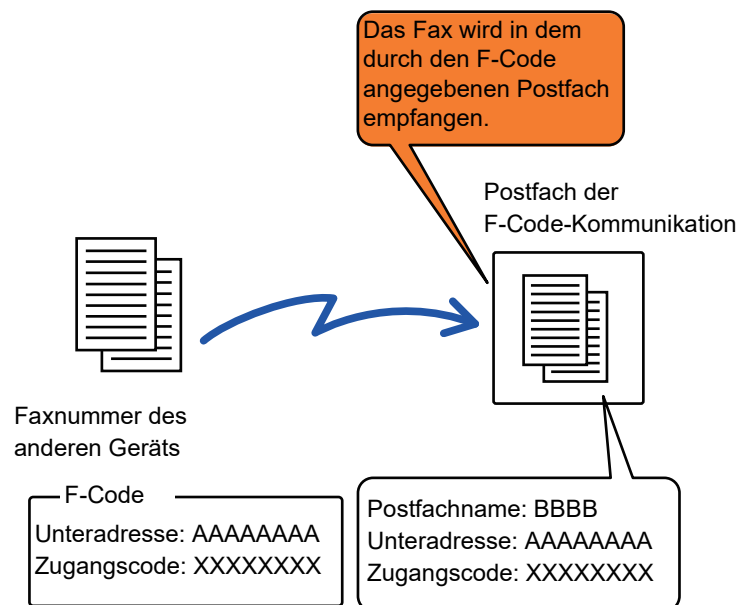 Das Fax wird in dem
durch den F-Code
angegebenen Postfach
empfangen.
Postfach der
F-Code-Kommunikation
Faxnummer des
anderen Geräts
F-Code
Unteradresse: AAAAAAAA
Zugangscode: XXXXXXXX
Postfachname: BBBB
Unteradresse: AAAAAAAA
Zugangscode: XXXXXXXX